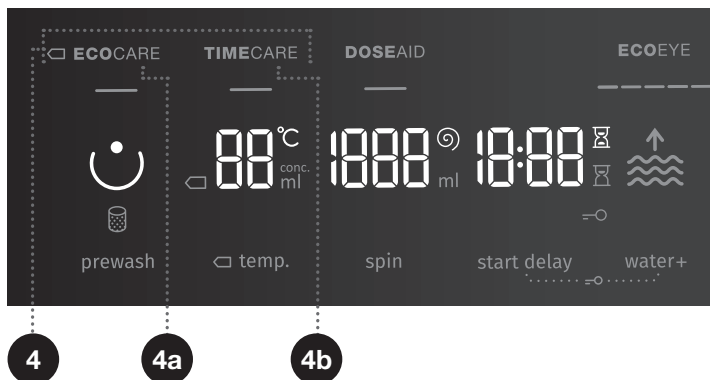 ECOCARE TIMECARE DOSEAID ECOEYE
88 °C 1888 18:88
conc.
ml ml
prewash temp. spin start delay water+
4 4a 4b